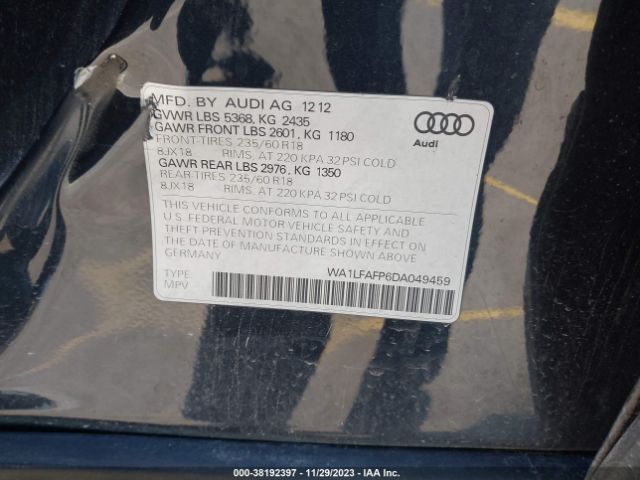 MFD. BY AUDI AG 12 12
GVWR LBS 5368, KG 2435
GAWR FRONT LBS 2601, KG 1180
FRONT-TIRES 235/60 R18
8JX18 RIMS, AT 220 KPA 32 PSI COLD
GAWR REAR LBS 2976, KG 1350
REAR-TIRES 235/60 R18
8JX18 RIMS, AT 220 KPA 32 PSI COLD
Audi
THIS VEHICLE CONFORMS TO ALL APPLICABLE
U.S. FEDERAL MOTOR VEHICLE SAFETY AND
THEFT PREVENTION STANDARDS IN EFFECT ON
THE DATE OF MANUFACTURE SHOWN ABOVE
GERMANY
WA1LFAFP6DA049459
TYPE
MPV
000-38192397 - 11/29/2023 - IAA Inc.